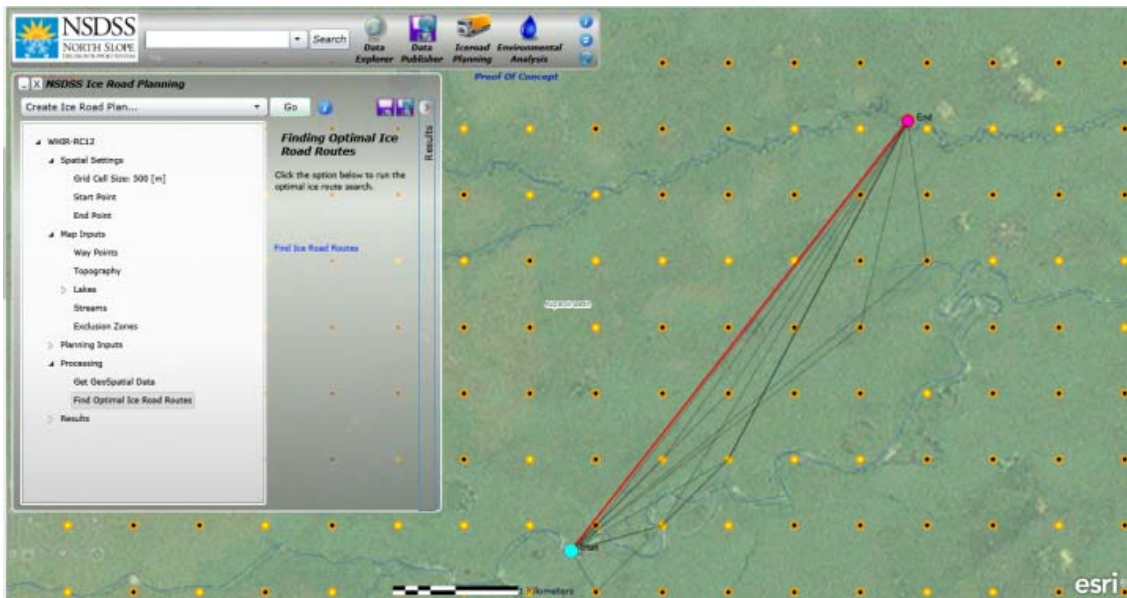 NSDSS
NORTH SLOPE
Search
Data Explorer
Data Publisher
Iceroad Planning
Environmental Analysis
Proof Of Concept
_ X NSDSS Ice Road Planning
Create Ice Road Plan...
Go
Results
WHIR-RC12
Spatial Settings
Grid Cell Size: 500 [m]
Start Point
End Point
Map Inputs
Way Points
Topography
Lakes
Streams
Exclusion Zones
Planning Inputs
Processing
Get GeoSpatial Data
Find Optimal Ice Road Routes
Results
Finding Optimal Ice
Road Routes
Click the option below to run the
optimal ice route search.
Find Ice Road Routes
End
Start
1 Kilometers
esri